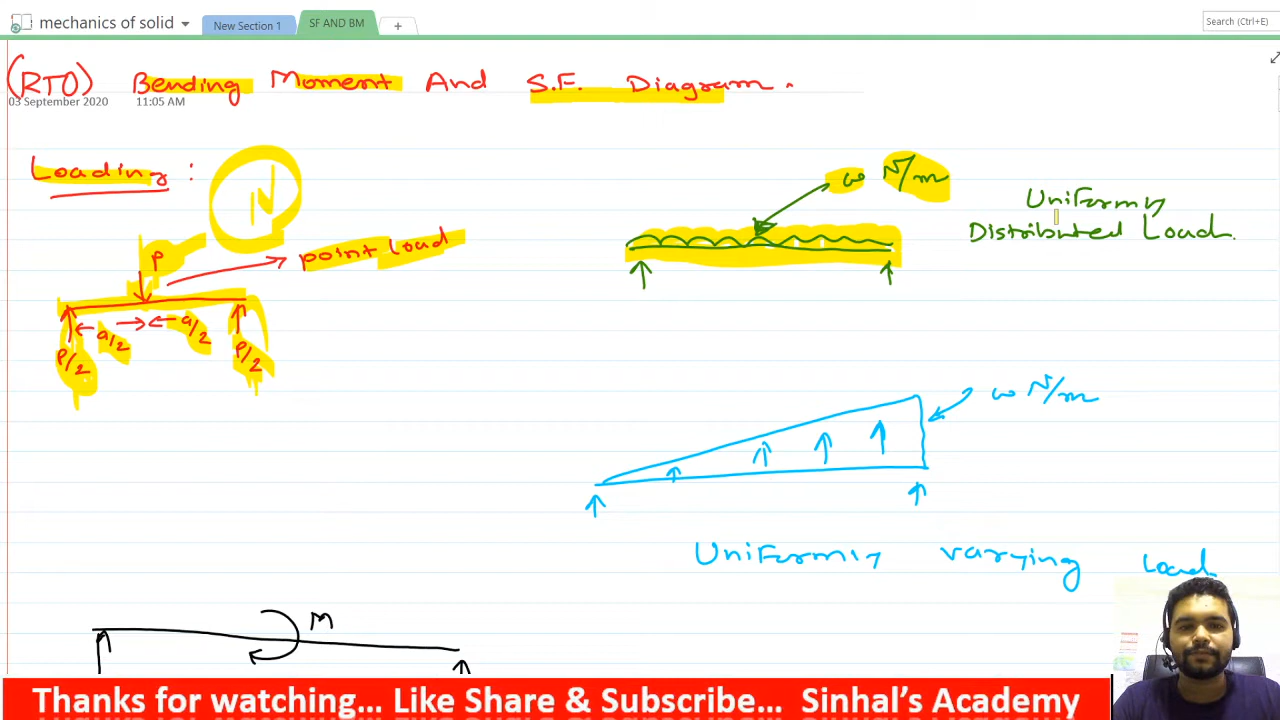 mechanics of solid
New Section 1
SF AND BM
+
Search (Ctrl+E)
(RTO) Bending Moment And S.F. Diagram.
03 September 2020 11:05 AM
Loading :
N
P
point Load
a/2
a/2
P/2
P/2
w N/m
Uniformly
Distributed Load.
w N/m
Uniformly varying Load
M
Thanks for watching... Like Share & Subscribe... Sinhal's Academy